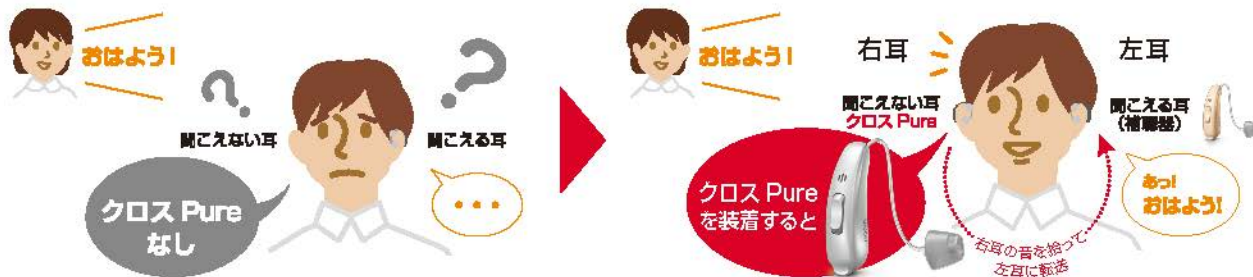 おはよう!
?
?
聞こえない耳
聞こえる耳
クロス Pure
なし
・・・
おはよう!
右耳
左耳
聞こえない耳
クロス Pure
聞こえる耳
(補聴器)
クロス Pure
を装着すると
あっ!
おはよう!
右耳の音を拾って
左耳に転送